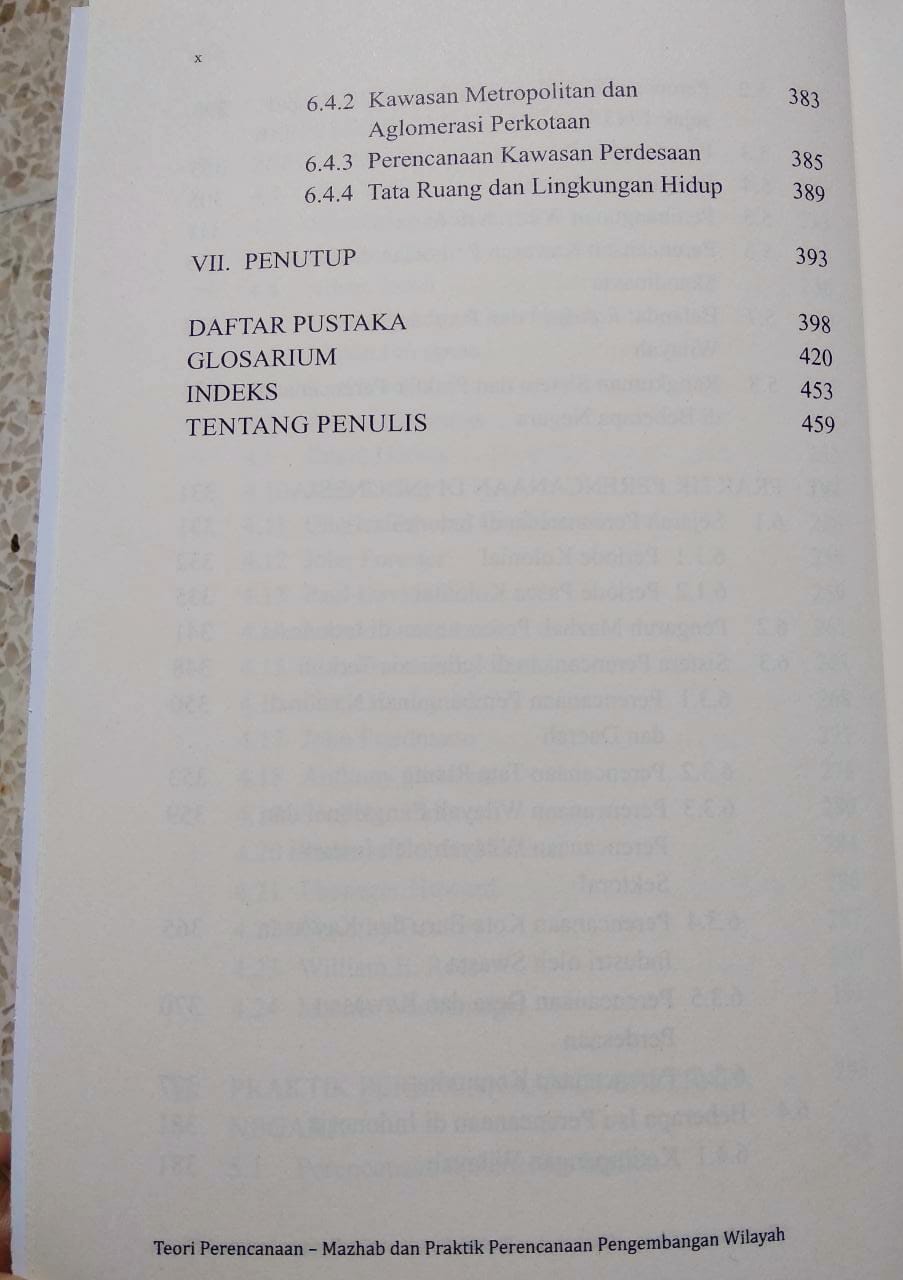 x
6.4.2 Kawasan Metropolitan dan 383
Aglomerasi Perkotaan
6.4.3 Perencanaan Kawasan Perdesaan 385
6.4.4 Tata Ruang dan Lingkungan Hidup 389
VII. PENUTUP 393
DAFTAR PUSTAKA 398
GLOSARIUM 420
INDEKS 453
TENTANG PENULIS 459
Teori Perencanaan – Mazhab dan Praktik Perencanaan Pengembangan Wilayah